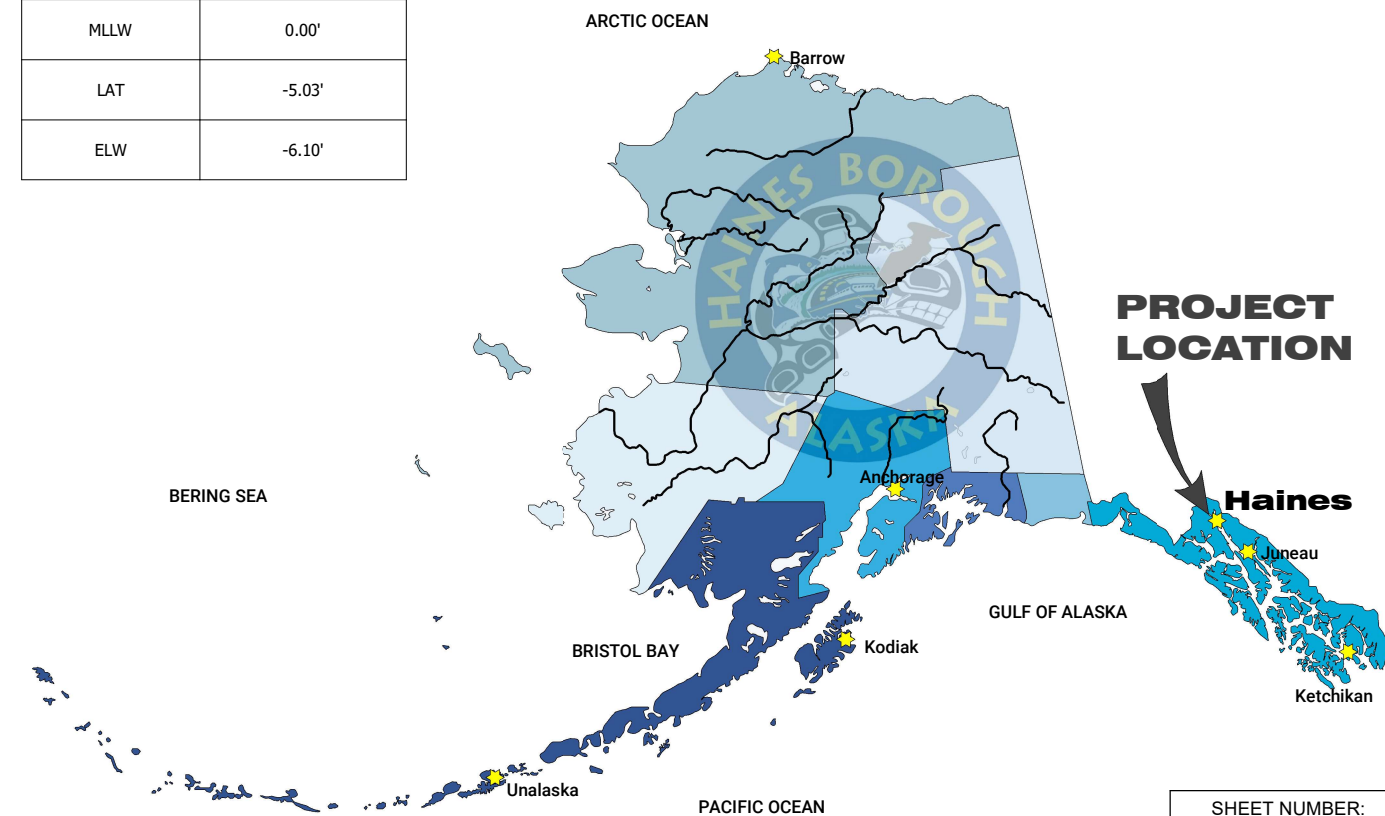 MLLW 0.00'
LAT -5.03'
ELW -6.10'
ARCTIC OCEAN
Barrow
HAINES BOROUGH
ALASKA
PROJECT
LOCATION
Anchorage
Haines
BERING SEA
Juneau
GULF OF ALASKA
BRISTOL BAY
Kodiak
Ketchikan
Unalaska
PACIFIC OCEAN
SHEET NUMBER: